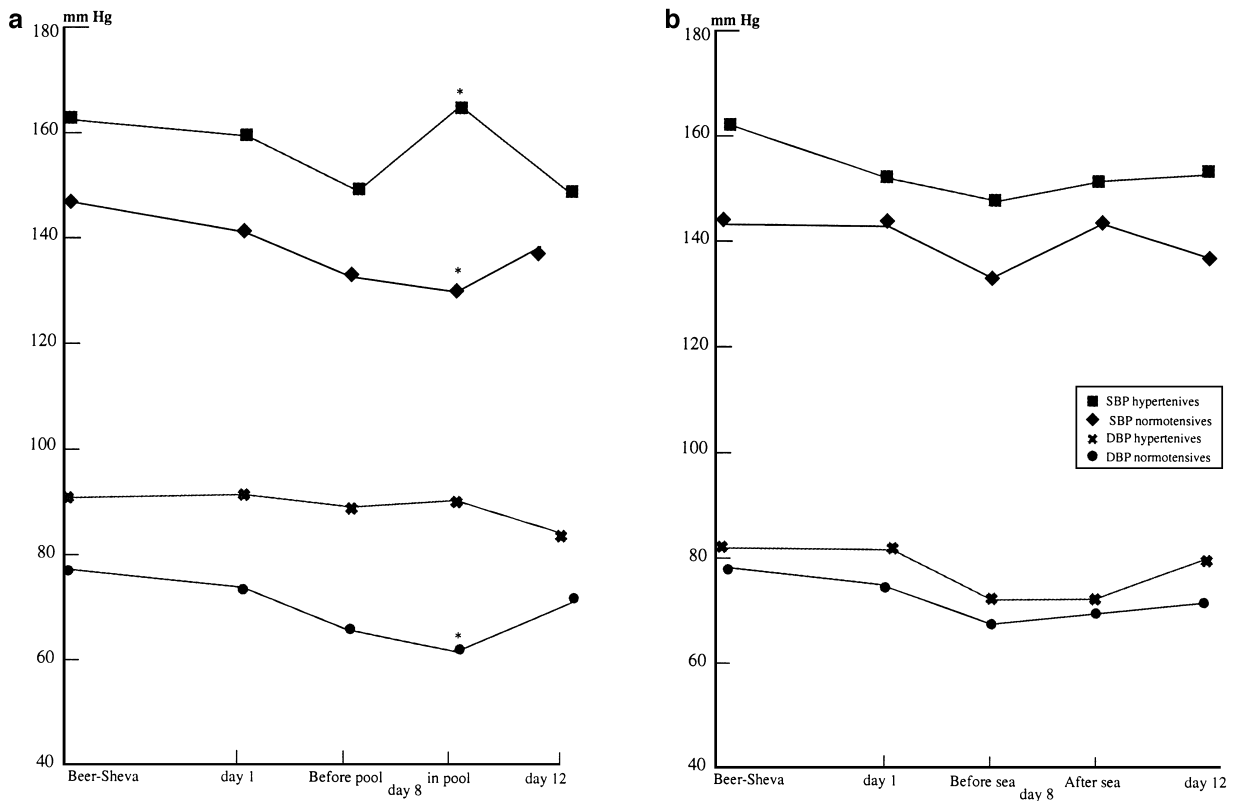 a
mm Hg
180
160
140
120
100
80
60
40
*
*
*
Beer-Sheva day 1 Before pool in pool day 12
day 8
b
mm Hg
180
160
140
120
100
80
60
40
SBP hypertenives
SBP normotensives
DBP hypertenives
DBP normotensives
Beer-Sheva day 1 Before sea After sea day 12
day 8